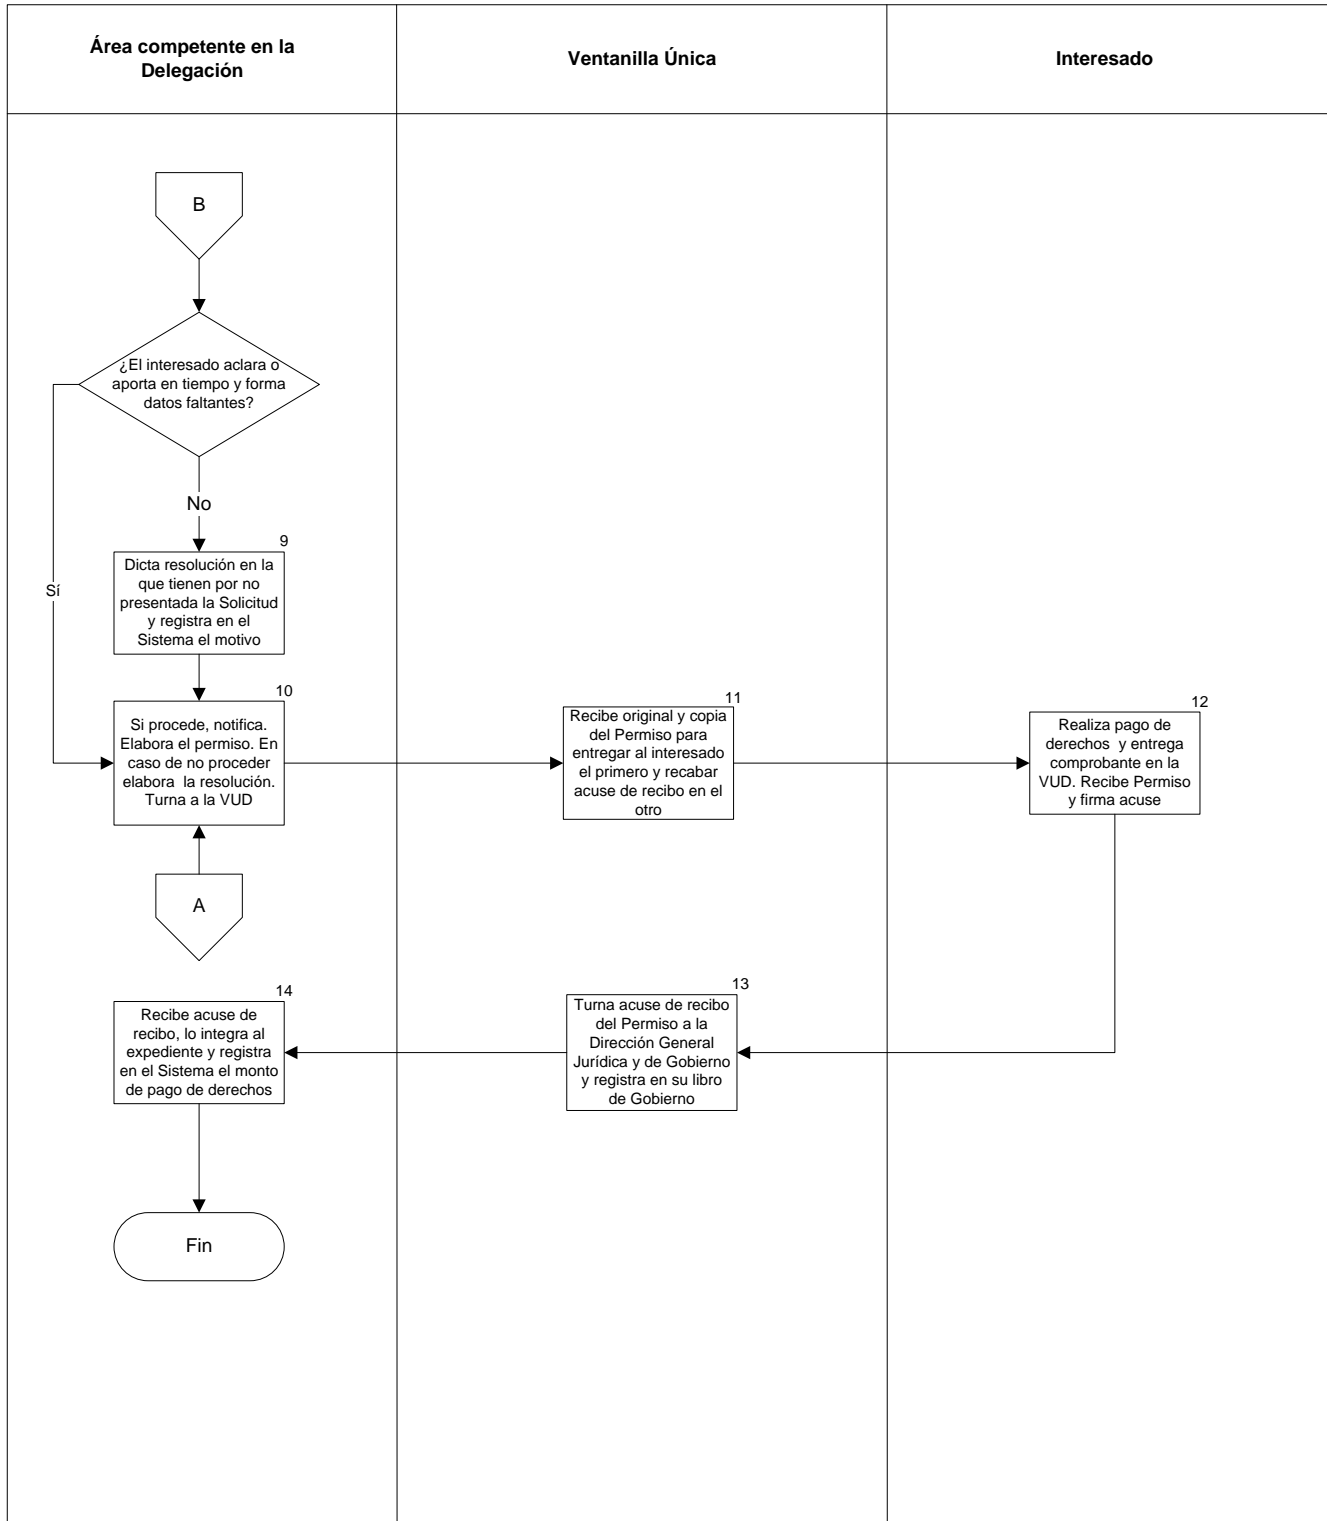 Área competente en la
Delegación
Ventanilla Única
Interesado
B
¿El interesado aclara o
aporta en tiempo y forma
datos faltantes?
No
Sí
9
Dicta resolución en la
que tienen por no
presentada la Solicitud
y registra en el
Sistema el motivo
10
Si procede, notifica.
Elabora el permiso. En
caso de no proceder
elabora la resolución.
Turna a la VUD
11
Recibe original y copia
del Permiso para
entregar al interesado
el primero y recabar
acuse de recibo en el
otro
12
Realiza pago de
derechos y entrega
comprobante en la
VUD. Recibe Permiso
y firma acuse
A
13
Turna acuse de recibo
del Permiso a la
Dirección General
Jurídica y de Gobierno
y registra en su libro
de Gobierno
14
Recibe acuse de
recibo, lo integra al
expediente y registra
en el Sistema el monto
de pago de derechos
Fin